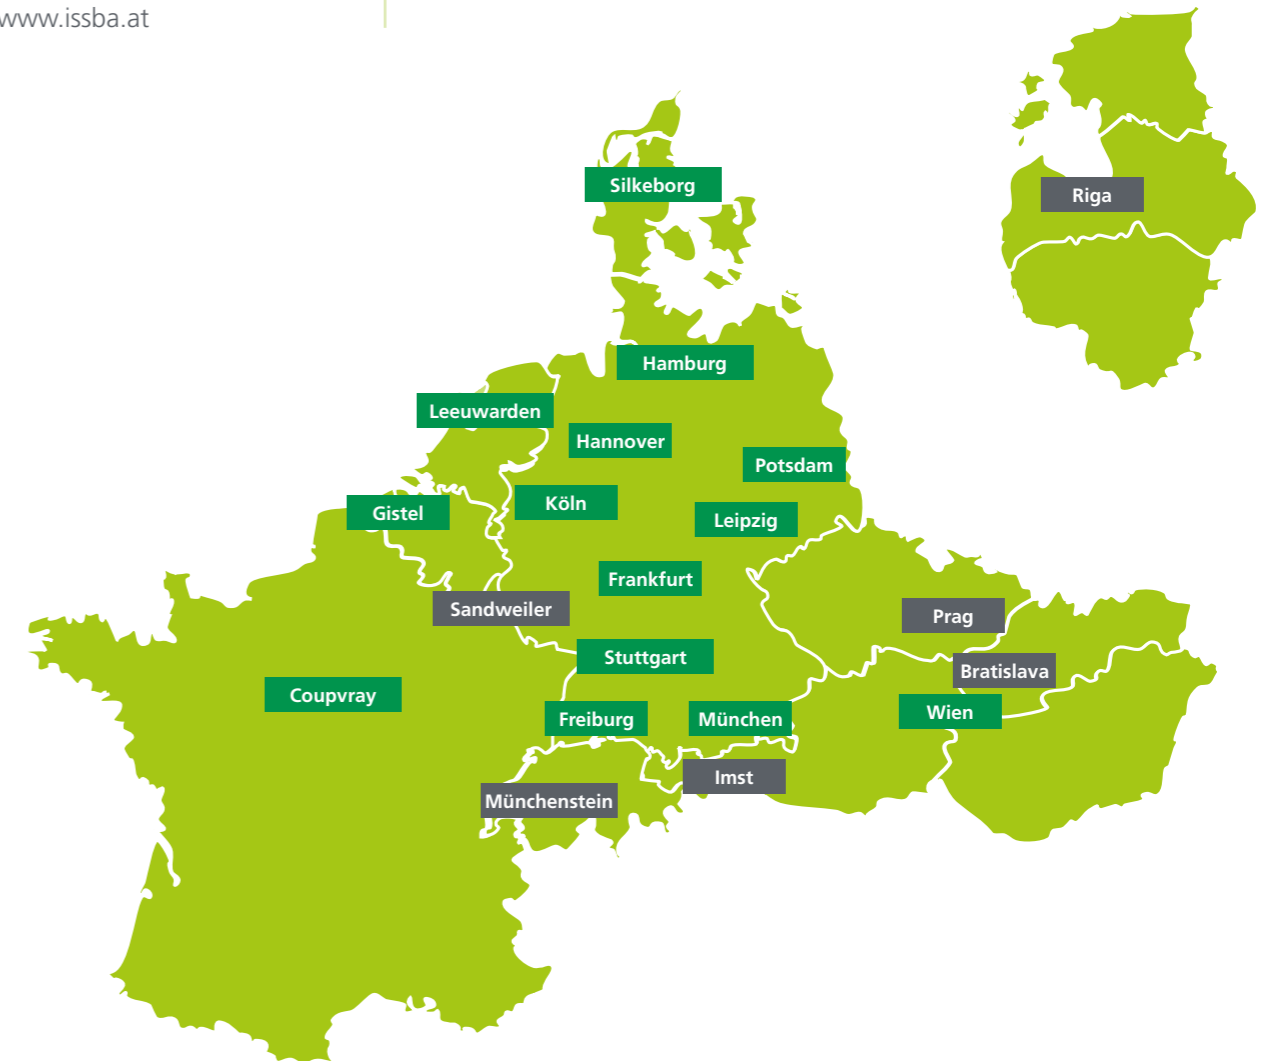 www.issba.at
Silkeborg
Riga
Hamburg
Leeuwarden
Hannover
Potsdam
Köln
Gistel
Leipzig
Frankfurt
Sandweiler
Prag
Stuttgart
Bratislava
Coupvray
Freiburg
München
Wien
Imst
Münchenstein